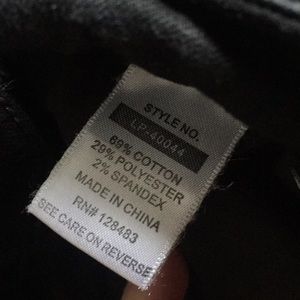 STYLE NO.
LP-40044
69% COTTON
29% POLYESTER
2% SPANDEX
MADE IN CHINA
RN# 128483
SEE CARE ON REVERSE